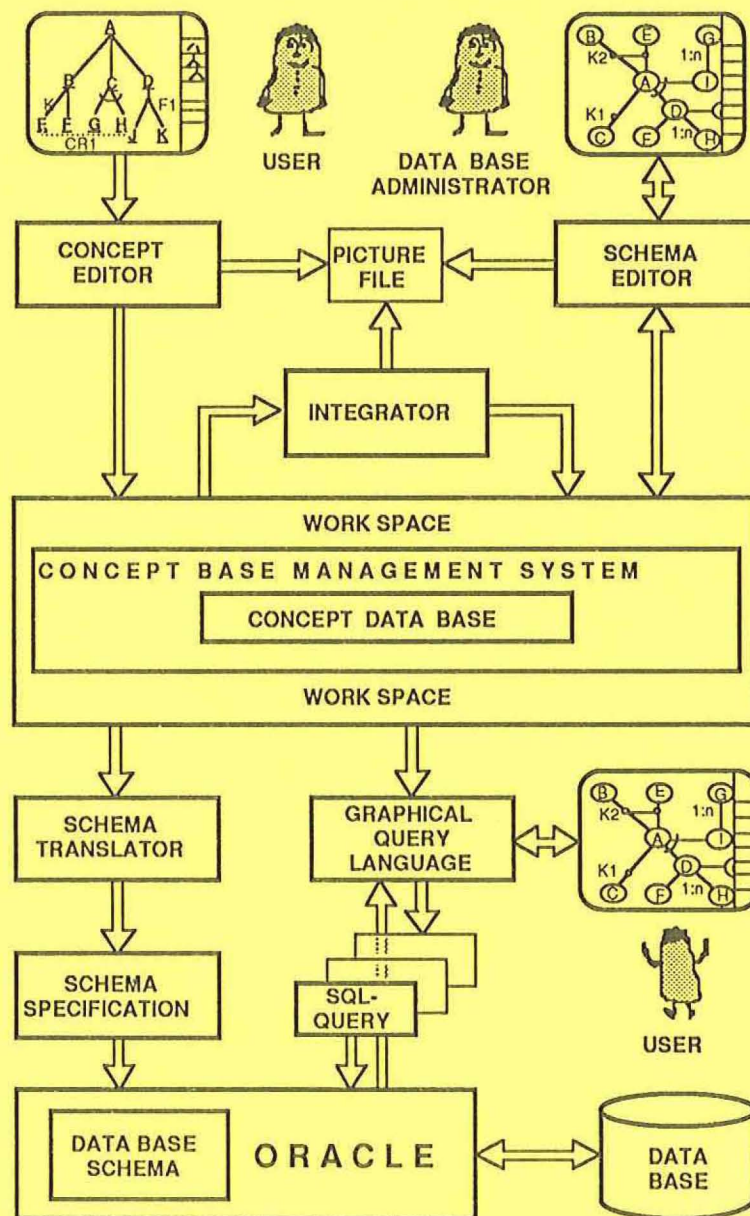 A
B C D
K F1
F E G H J K
CR1
USER
DATA BASE
ADMINISTRATOR
B E G
K2 1:n
A I
K1 D
C F H
1:n
CONCEPT
EDITOR
PICTURE
FILE
SCHEMA
EDITOR
INTEGRATOR
WORK SPACE
CONCEPT BASE MANAGEMENT SYSTEM
CONCEPT DATA BASE
WORK SPACE
SCHEMA
TRANSLATOR
GRAPHICAL
QUERY
LANGUAGE
B E G
K2 1:n
A I
K1 D
C F H
1:n
SCHEMA
SPECIFICATION
SQL-
QUERY
USER
DATA BASE
SCHEMA
ORACLE
DATA
BASE